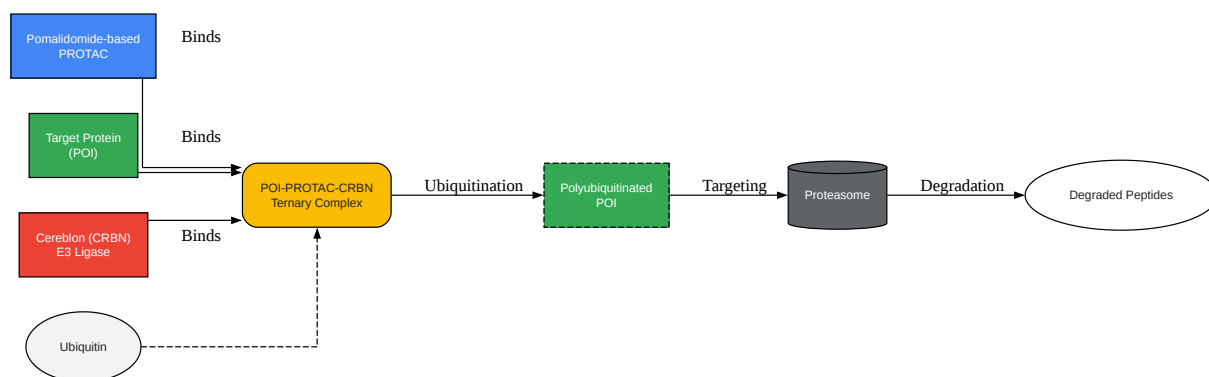 Pomalidomide-based
PROTAC
Binds
Target Protein
(POI)
Binds
Cereblon (CRBN)
E3 Ligase
Binds
Ubiquitin
POI-PROTAC-CRBN
Ternary Complex
Ubiquitination
Polyubiquitinated
POI
Targeting
Proteasome
Degradation
Degraded Peptides